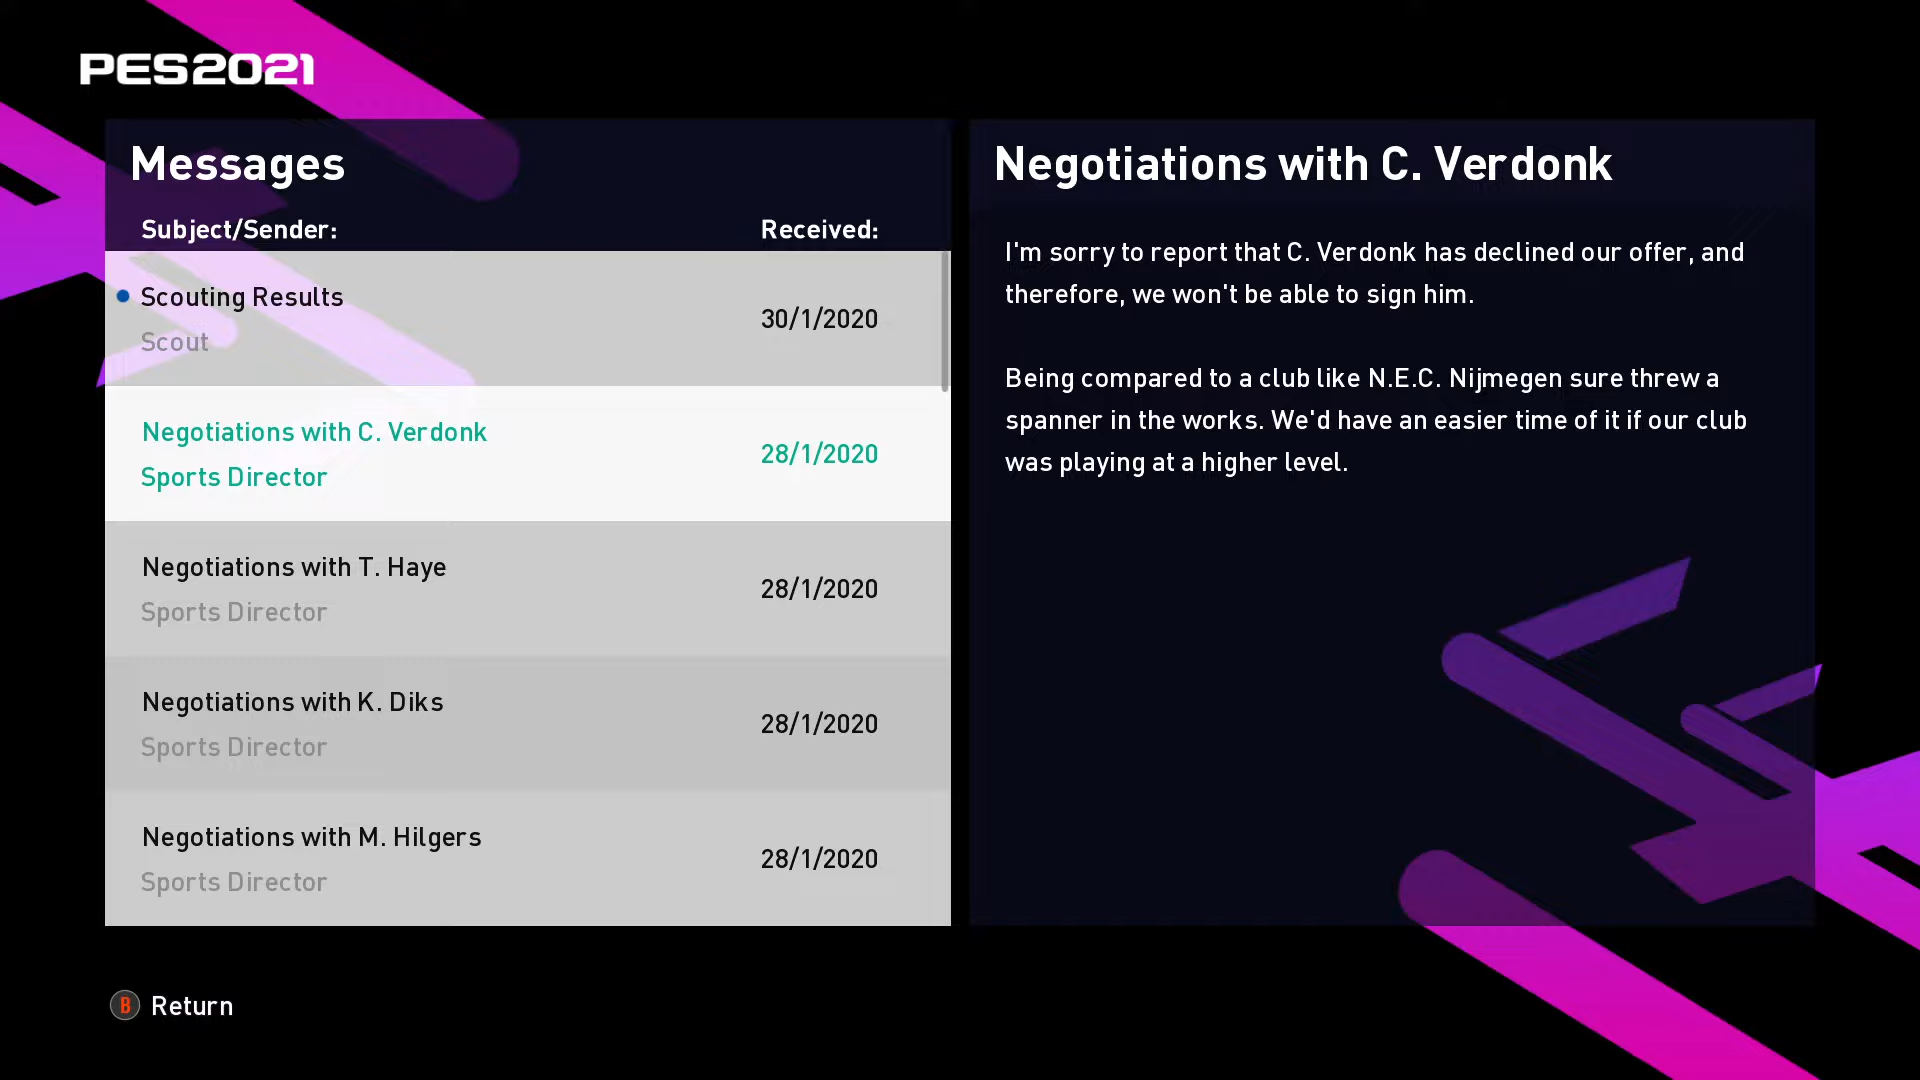 PES2021
Messages
Subject/Sender:
Received:
Scouting Results
Scout
30/1/2020
Negotiations with C. Verdonk
Sports Director
28/1/2020
Negotiations with T. Haye
Sports Director
28/1/2020
Negotiations with K. Diks
Sports Director
28/1/2020
Negotiations with M. Hilgers
Sports Director
28/1/2020
Negotiations with C. Verdonk
I'm sorry to report that C. Verdonk has declined our offer, and
therefore, we won't be able to sign him.
Being compared to a club like N.E.C. Nijmegen sure threw a
spanner in the works. We'd have an easier time of it if our club
was playing at a higher level.
B Return